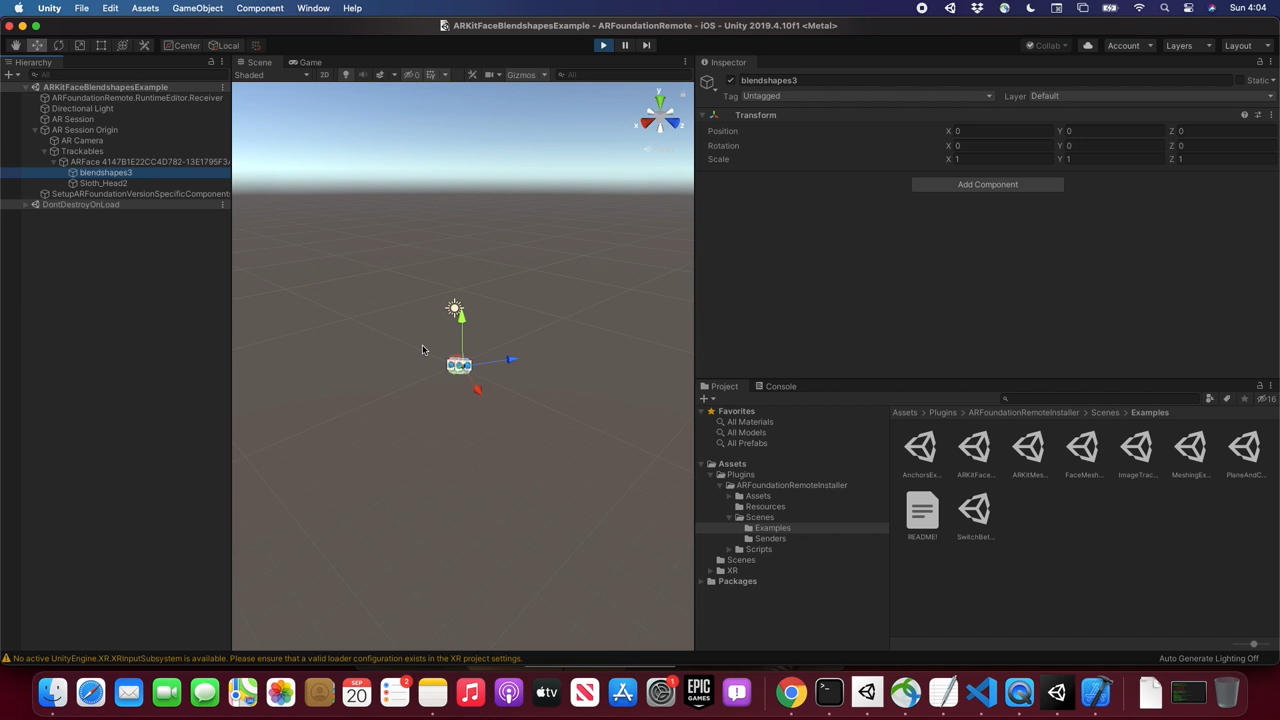 Unity File Edit Assets GameObject Component Window Help Sun 4:04
ARKitFaceBlendshapesExample - ARFoundationRemote - iOS - Unity 2019.4.10f1 <Metal>
Center Local Collab Account Layers Layout
Hierarchy
All
ARKitFaceBlendshapesExample
ARFoundationRemote.RuntimeEditor.Receiver
Directional Light
AR Session
AR Session Origin
AR Camera
Trackables
ARFace 4147B1E22CC4D782-13E1795F3
blendshapes3
Sloth_Head2
SetupARFoundationVersionSpecificComponent
DontDestroyOnLoad
Scene Game
Shaded 2D 0 Gizmos All
y
x z
Inspector
blendshapes3 Static
Tag Untagged Layer Default
Transform
Position X 0 Y 0 Z 0
Rotation X 0 Y 0 Z 0
Scale X 1 Y 1 Z 1
Add Component
Project Console
16
Favorites
All Materials
All Models
All Prefabs
Assets
Plugins
ARFoundationRemoteInstaller
Assets
Resources
Scenes
Examples
Senders
Scripts
Scenes
XR
Packages
Assets Plugins ARFoundationRemoteInstaller Scenes Examples
AnchorsEx... ARKitFace... ARKitMes... FaceMesh... ImageTrac... MeshingEx... PlaneAndC...
README! SwitchBet...
No active UnityEngine.XR.XRInputSubsystem is available. Please ensure that a valid loader configuration exists in the XR project settings.
Auto Generate Lighting Off
SEP
20
2
tv
1
EPIC
GAMES